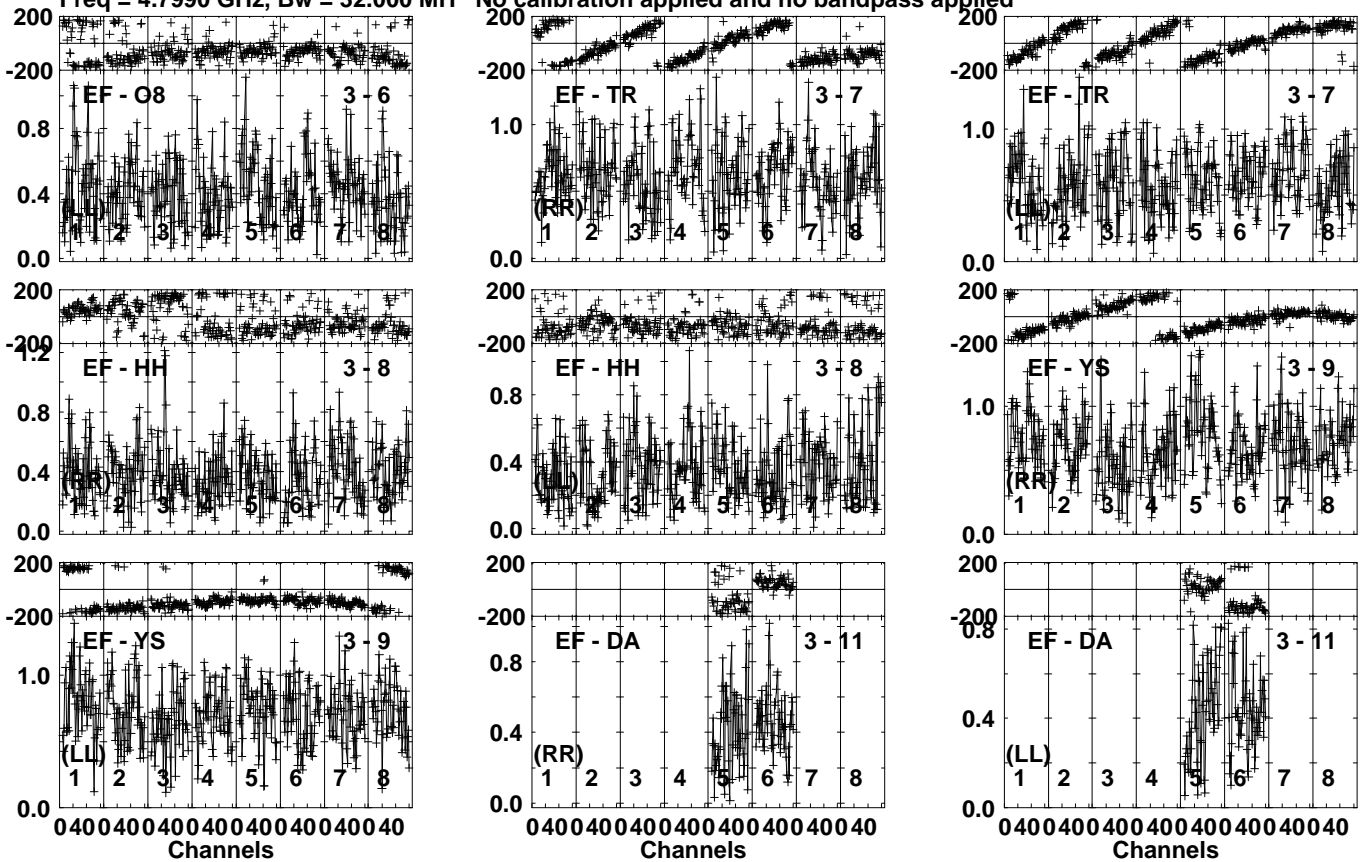 Freq = 4.7990 GHz, Bw = 32.000 MH No calibration applied and no bandpass applied
200 200 200
-200 -200 -200
EF - O8 3 - 6 EF - TR 3 - 7 EF - TR 3 - 7
0.8 1.0 1.0
0.4
(LL) (RR) (LL)
1 2 3 4 5 6 7 8 1 2 3 4 5 6 7 8 1 2 3 4 5 6 7 8
0.0 0.0 0.0
200 200 200
-200 -200 -200
1.2
EF - HH 3 - 8 EF - HH 3 - 8 EF - YS 3 - 9
0.8 0.8 1.0
0.4 0.4
(RR) (LL) (RR)
1 2 3 4 5 6 7 8 1 2 3 4 5 6 7 8 1 2 3 4 5 6 7 8
0.0 0.0 0.0
200 200 200
-200 -200 -200
EF - YS 3 - 9 EF - DA 3 - 11 EF - DA 3 - 11
1.0 0.8 0.8
0.4 0.4
(LL) (RR) (LL)
1 2 3 4 5 6 7 8 1 2 3 4 5 6 7 8 1 2 3 4 5 6 7 8
0.0 0.0 0.0
0 40 0 40 0 40 0 40 0 40 0 40 0 40 0 40 0 40 0 40 0 40 0 40 0 40 0 40 0 40 0 40 0 40 0 40 0 40 0 40 0 40 0 40 0 40 0 40
Channels Channels Channels